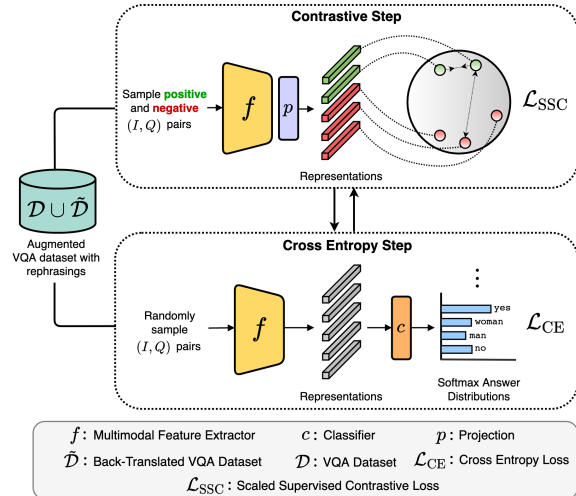 Contrastive Step
Sample positive
and negative
(I, Q) pairs
f
p
Representations
ℒSSC
𝒟 ∪ 𝒟̃
Augmented
VQA dataset with
rephrasings
Cross Entropy Step
Randomly
sample
(I, Q) pairs
f
Representations
c
⋮
yes
woman
man
no
Softmax Answer
Distributions
ℒCE
f : Multimodal Feature Extractor
c : Classifier
p : Projection
𝒟̃ : Back-Translated VQA Dataset
𝒟 : VQA Dataset
ℒCE : Cross Entropy Loss
ℒSSC : Scaled Supervised Contrastive Loss